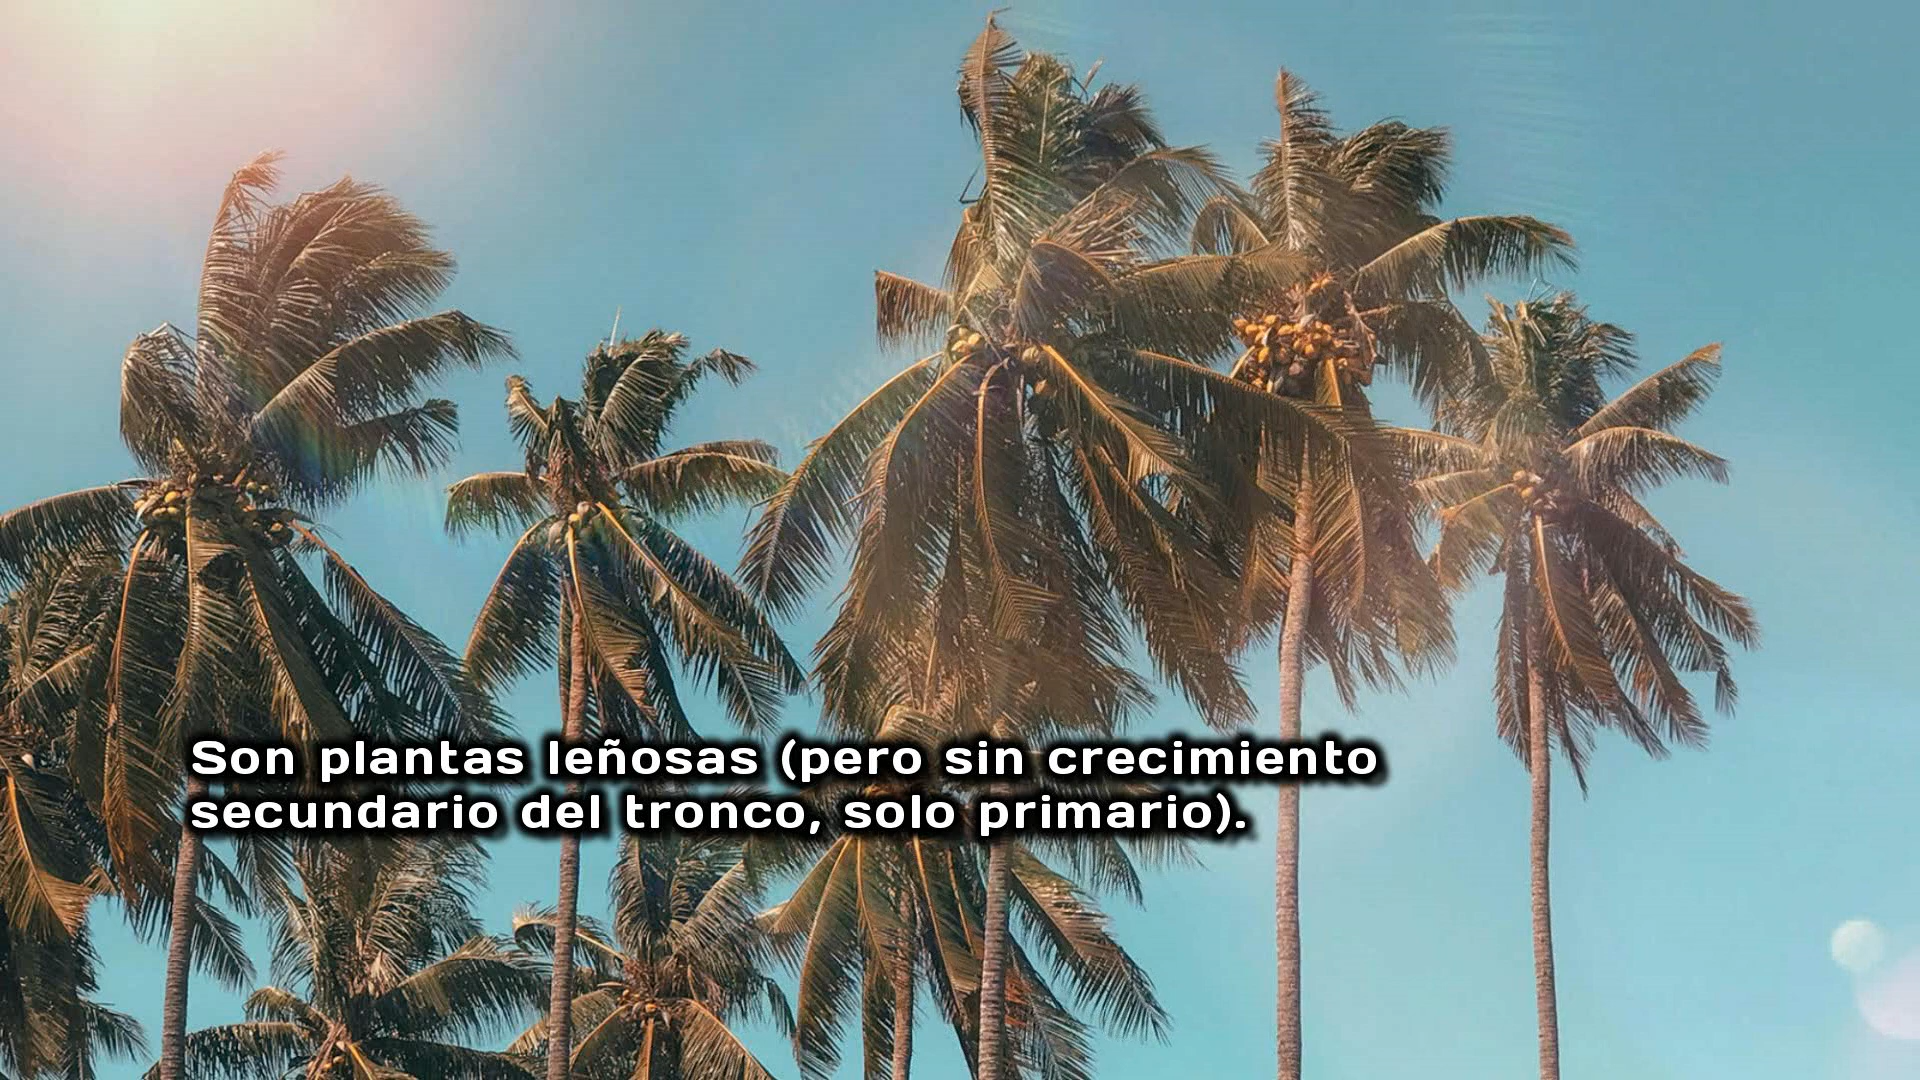 Son plantas leñosas (pero sin crecimiento
secundario del tronco, solo primario).